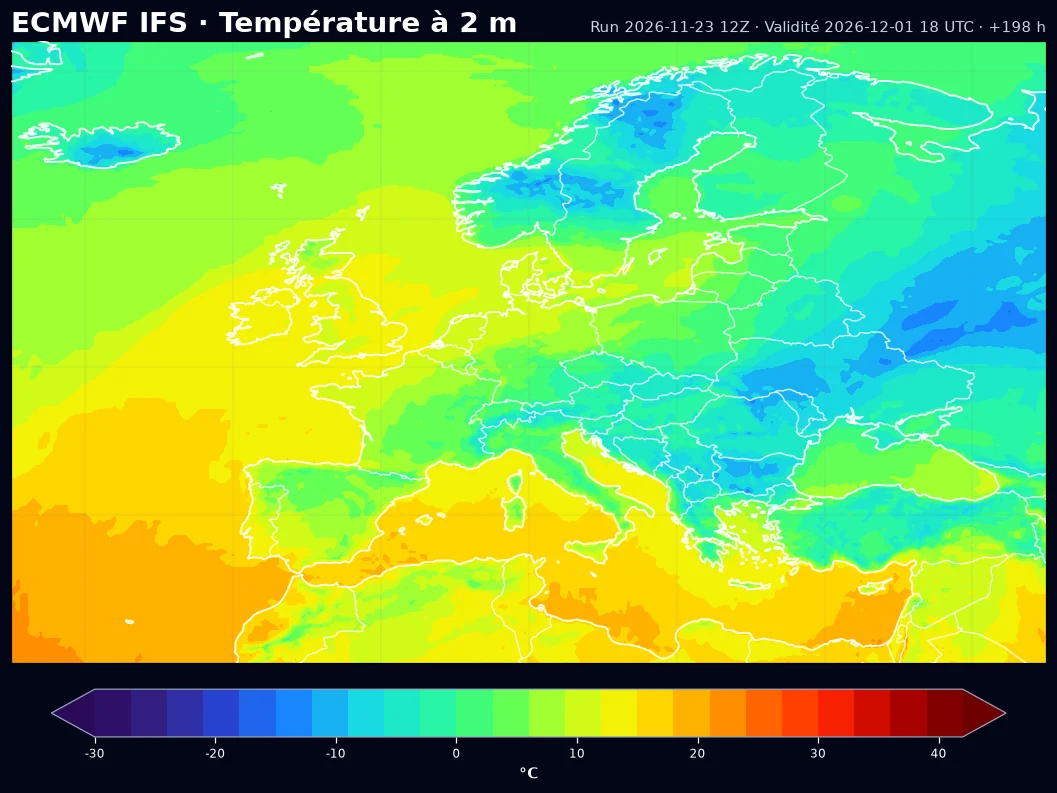 ECMWF IFS · Température à 2 m
Run 2026-11-23 12Z · Validité 2026-12-01 18 UTC · +198 h
-30 -20 -10 0 10 20 30 40
°C